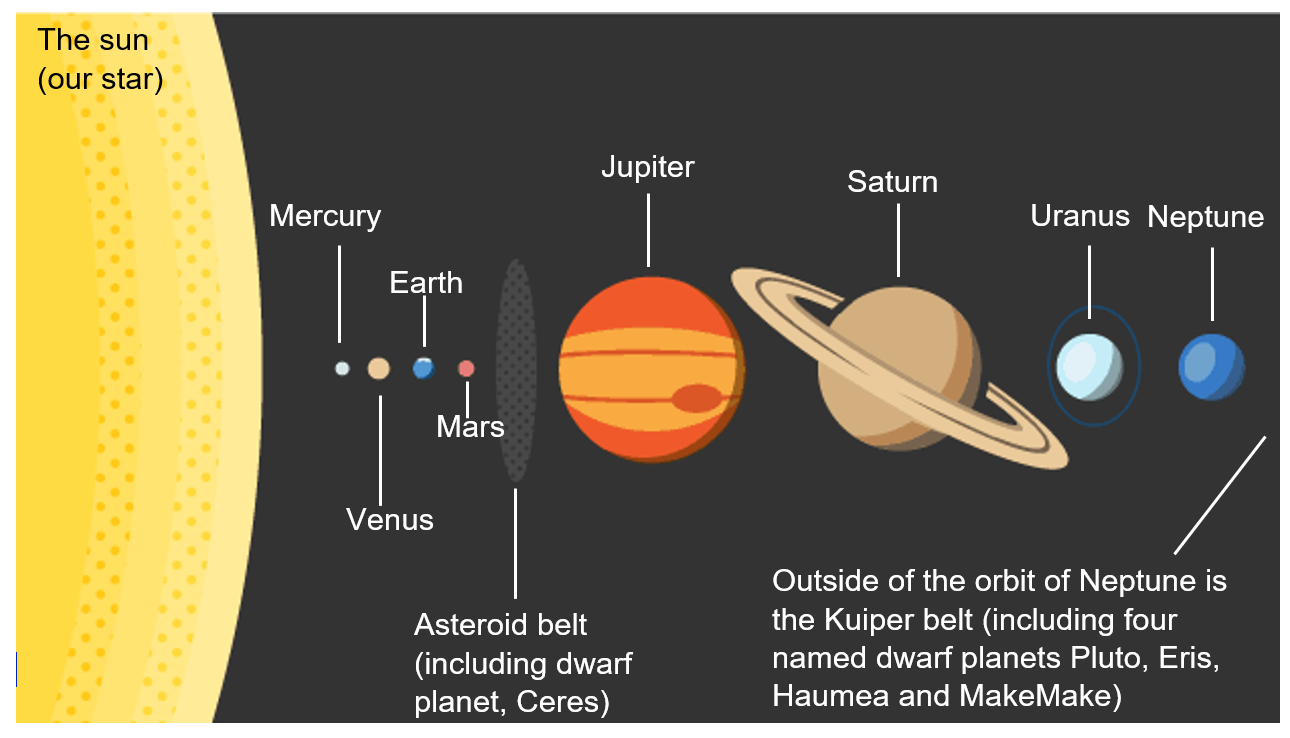 The sun
(our star)
Jupiter
Saturn
Mercury
Uranus
Neptune
Earth
Mars
Venus
Asteroid belt
(including dwarf
planet, Ceres)
Outside of the orbit of Neptune is
the Kuiper belt (including four
named dwarf planets Pluto, Eris,
Haumea and MakeMake)